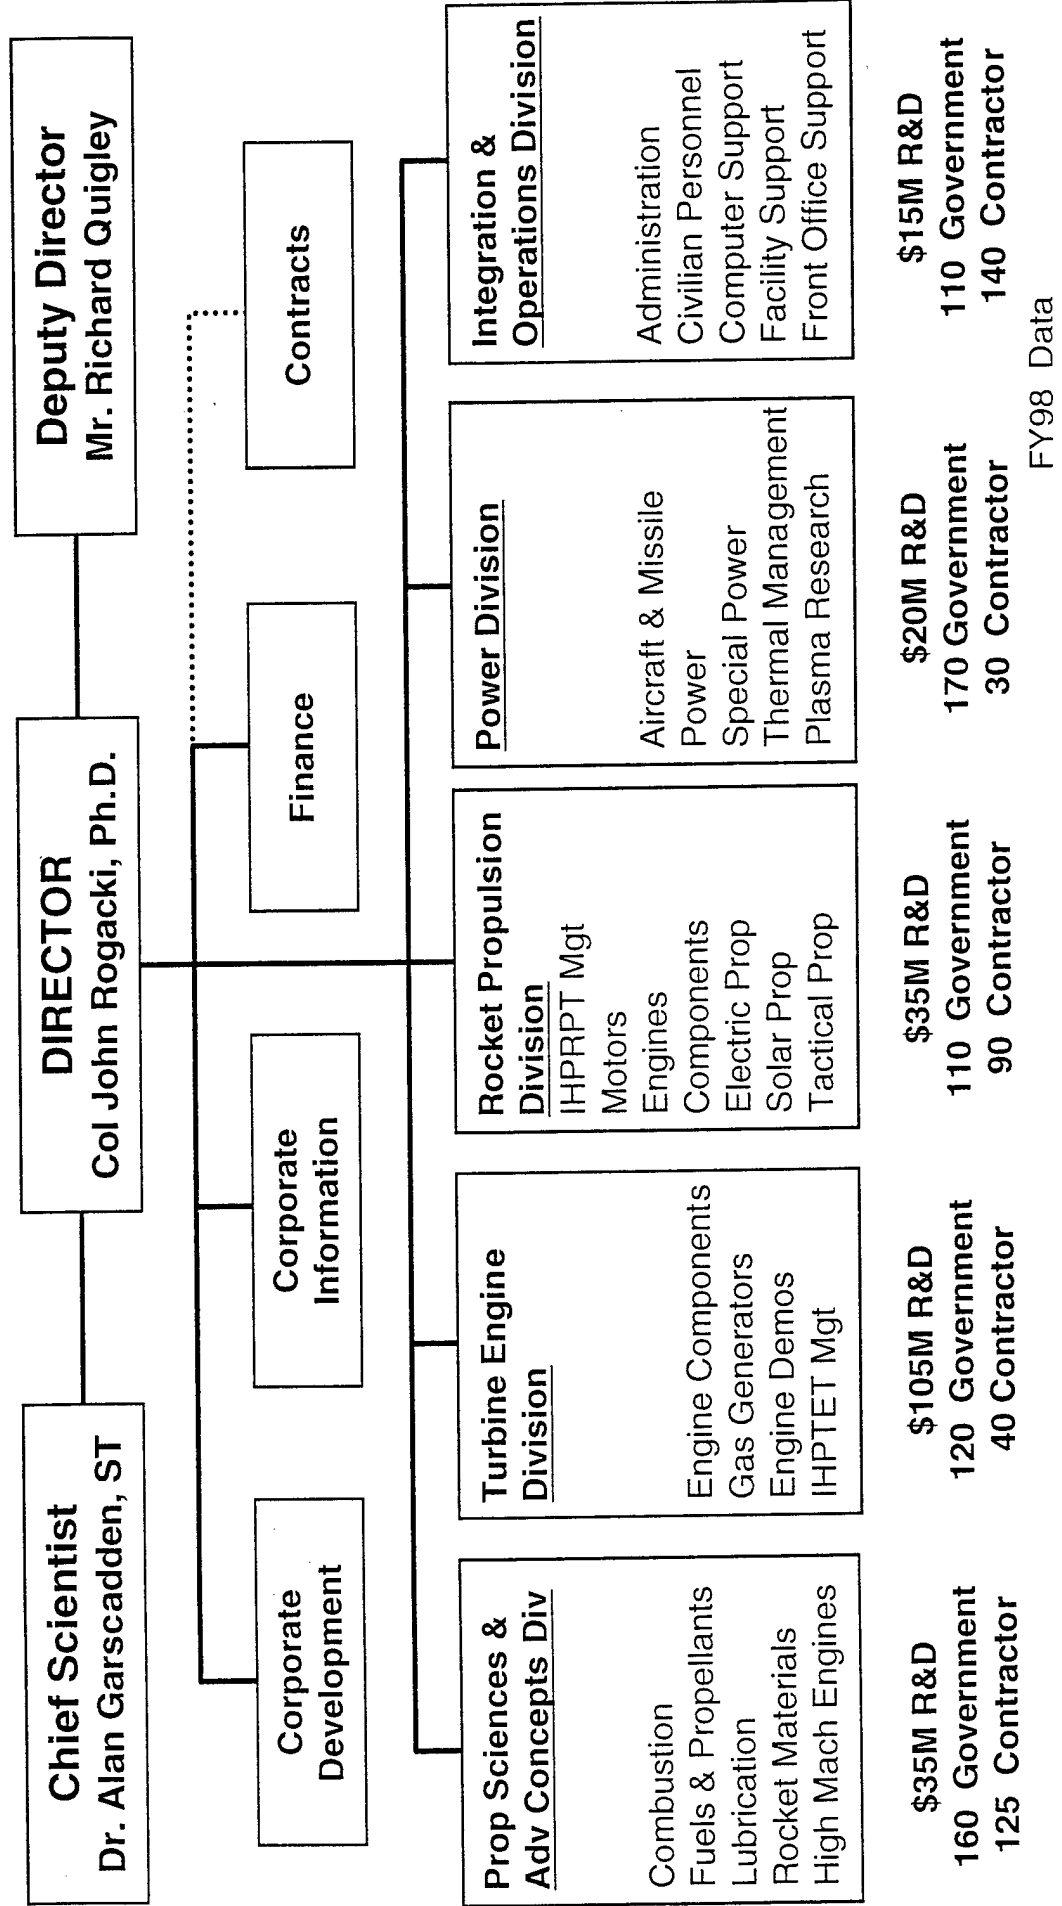 Chief Scientist
Dr. Alan Garscadden, ST
DIRECTOR
Col John Rogacki, Ph.D.
Deputy Director
Mr. Richard Quigley
Corporate
Development
Corporate
Information
Finance
Contracts
Prop Sciences &
Adv Concepts Div
Combustion
Fuels & Propellants
Lubrication
Rocket Materials
High Mach Engines
Turbine Engine
Division
Engine Components
Gas Generators
Engine Demos
IHPTET Mgt
Rocket Propulsion
Division
IHPRPT Mgt
Motors
Engines
Components
Electric Prop
Solar Prop
Tactical Prop
Power Division
Aircraft & Missile
Power
Special Power
Thermal Management
Plasma Research
Integration &
Operations Division
Administration
Civilian Personnel
Computer Support
Facility Support
Front Office Support
$35M R&D
160 Government
125 Contractor
$105M R&D
120 Government
40 Contractor
$35M R&D
110 Government
90 Contractor
$20M R&D
170 Government
30 Contractor
$15M R&D
110 Government
140 Contractor
FY98 Data